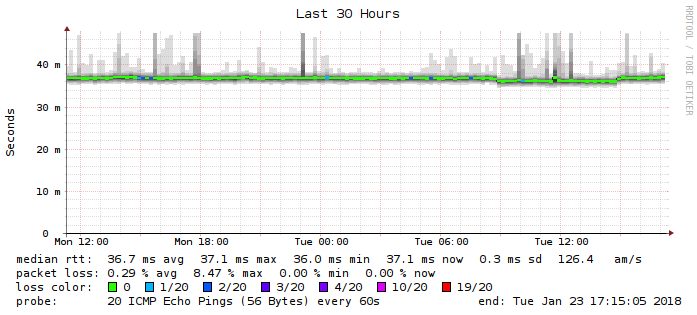 Last 30 Hours
RRDTOOL / TOBI OETIKER
Seconds
40 m
30 m
20 m
10 m
0
Mon 12:00 Mon 18:00 Tue 00:00 Tue 06:00 Tue 12:00
median rtt: 36.7 ms avg 37.1 ms max 36.0 ms min 37.1 ms now 0.3 ms sd 126.4 am/s
packet loss: 0.29 % avg 8.47 % max 0.00 % min 0.00 % now
loss color: 0 1/20 2/20 3/20 4/20 10/20 19/20
probe: 20 ICMP Echo Pings (56 Bytes) every 60s end: Tue Jan 23 17:15:05 2018